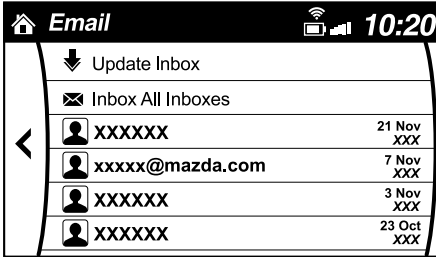 Email 10:20
Update Inbox
Inbox All Inboxes
XXXXXX 21 Nov
XXX
xxxxx@mazda.com 7 Nov
XXX
XXXXXX 3 Nov
XXX
XXXXXX 23 Oct
XXX